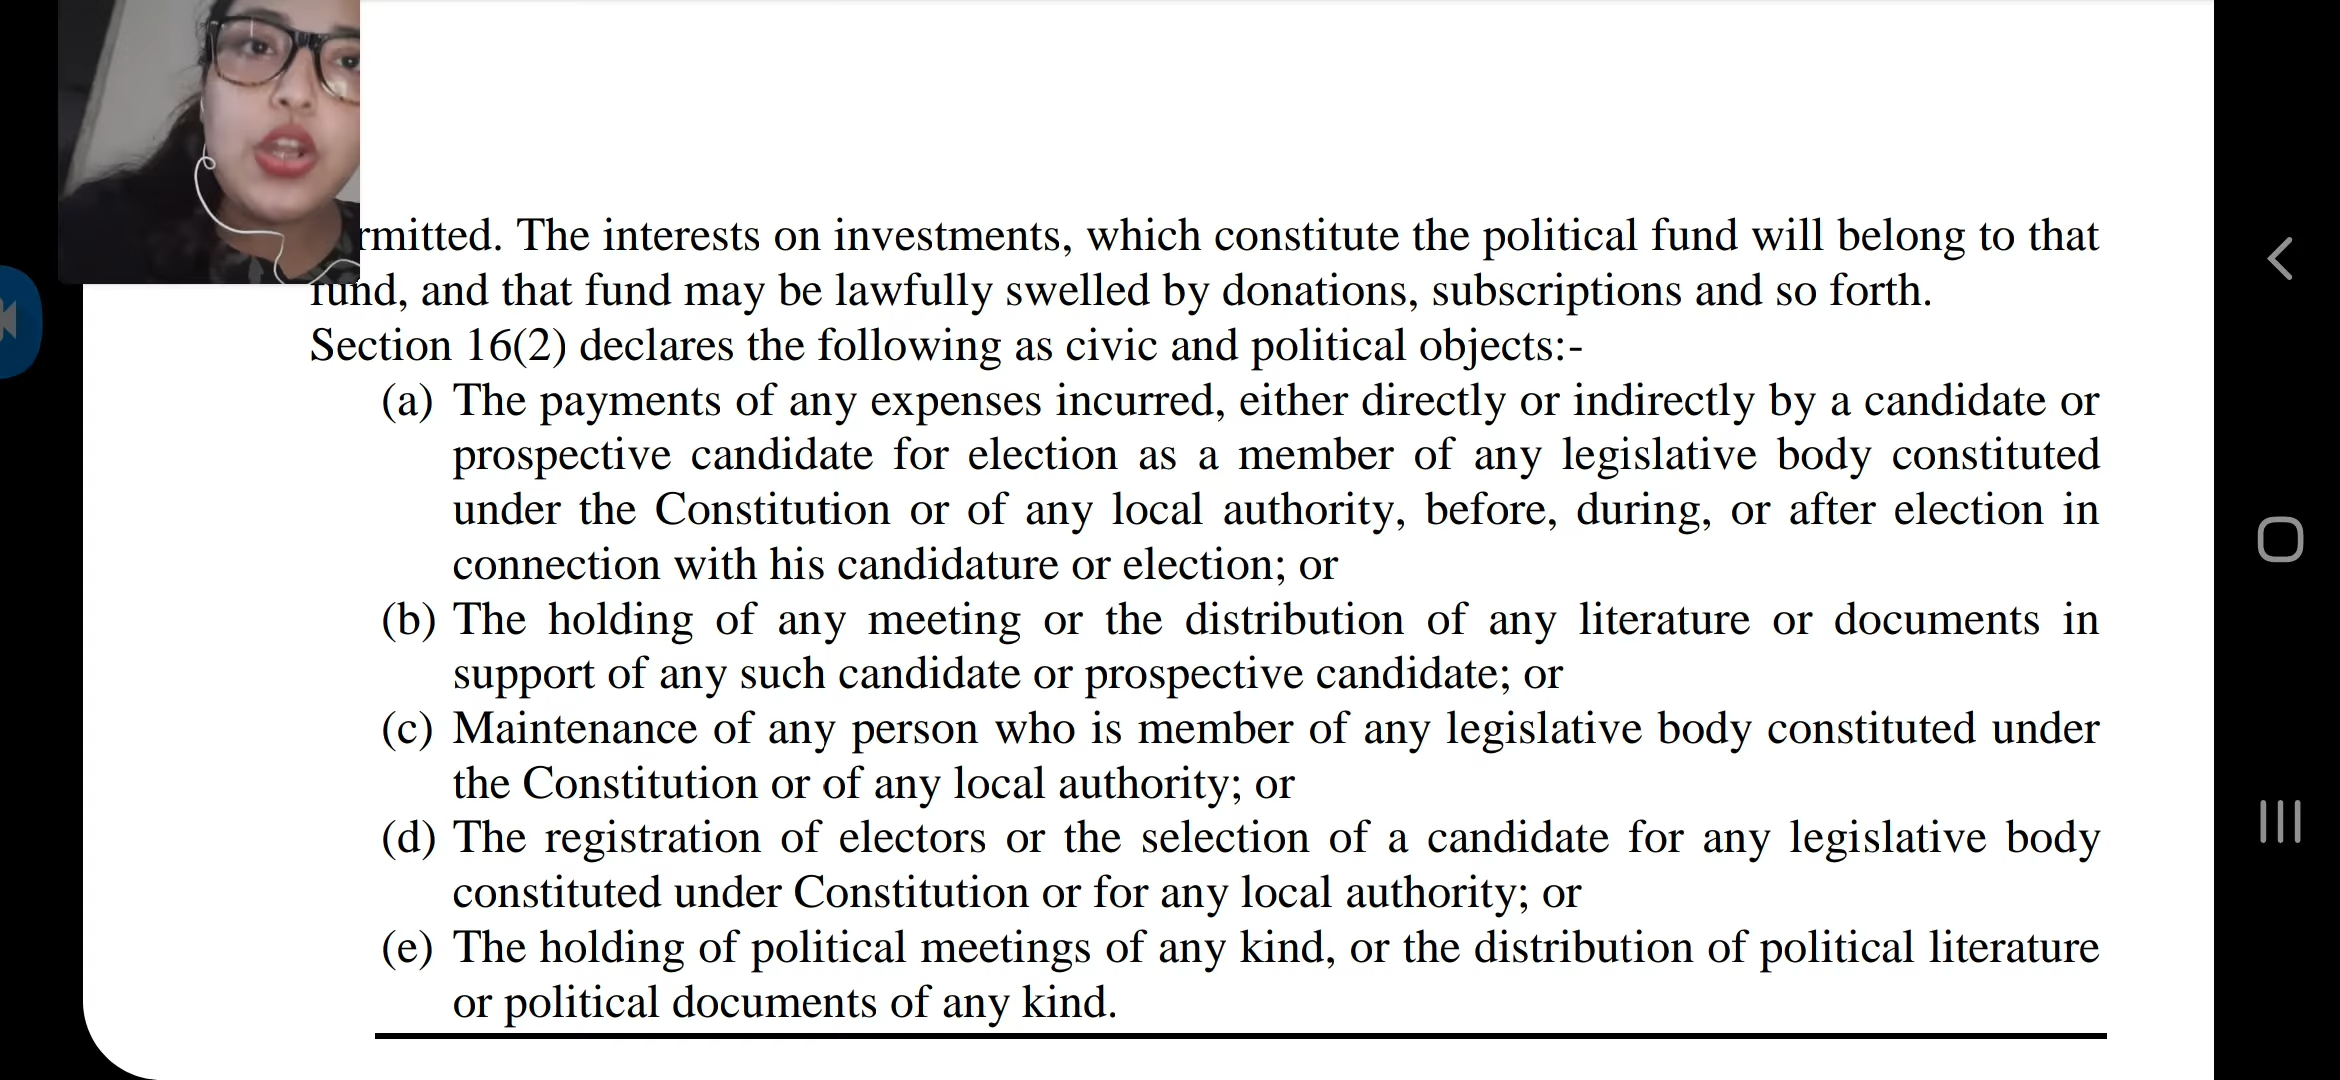 rmitted. The interests on investments, which constitute the political fund will belong to that
fund, and that fund may be lawfully swelled by donations, subscriptions and so forth.
Section 16(2) declares the following as civic and political objects:-
(a) The payments of any expenses incurred, either directly or indirectly by a candidate or
prospective candidate for election as a member of any legislative body constituted
under the Constitution or of any local authority, before, during, or after election in
connection with his candidature or election; or
(b) The holding of any meeting or the distribution of any literature or documents in
support of any such candidate or prospective candidate; or
(c) Maintenance of any person who is member of any legislative body constituted under
the Constitution or of any local authority; or
(d) The registration of electors or the selection of a candidate for any legislative body
constituted under Constitution or for any local authority; or
(e) The holding of political meetings of any kind, or the distribution of political literature
or political documents of any kind.